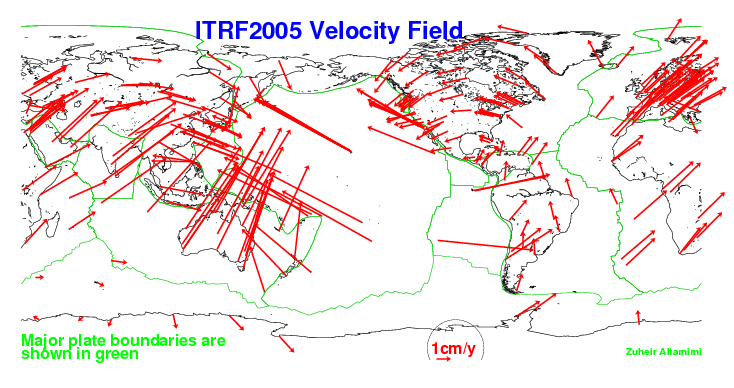 ITRF2005 Velocity Field
Major plate boundaries are
shown in green
1cm/y
Zuheir Altamimi